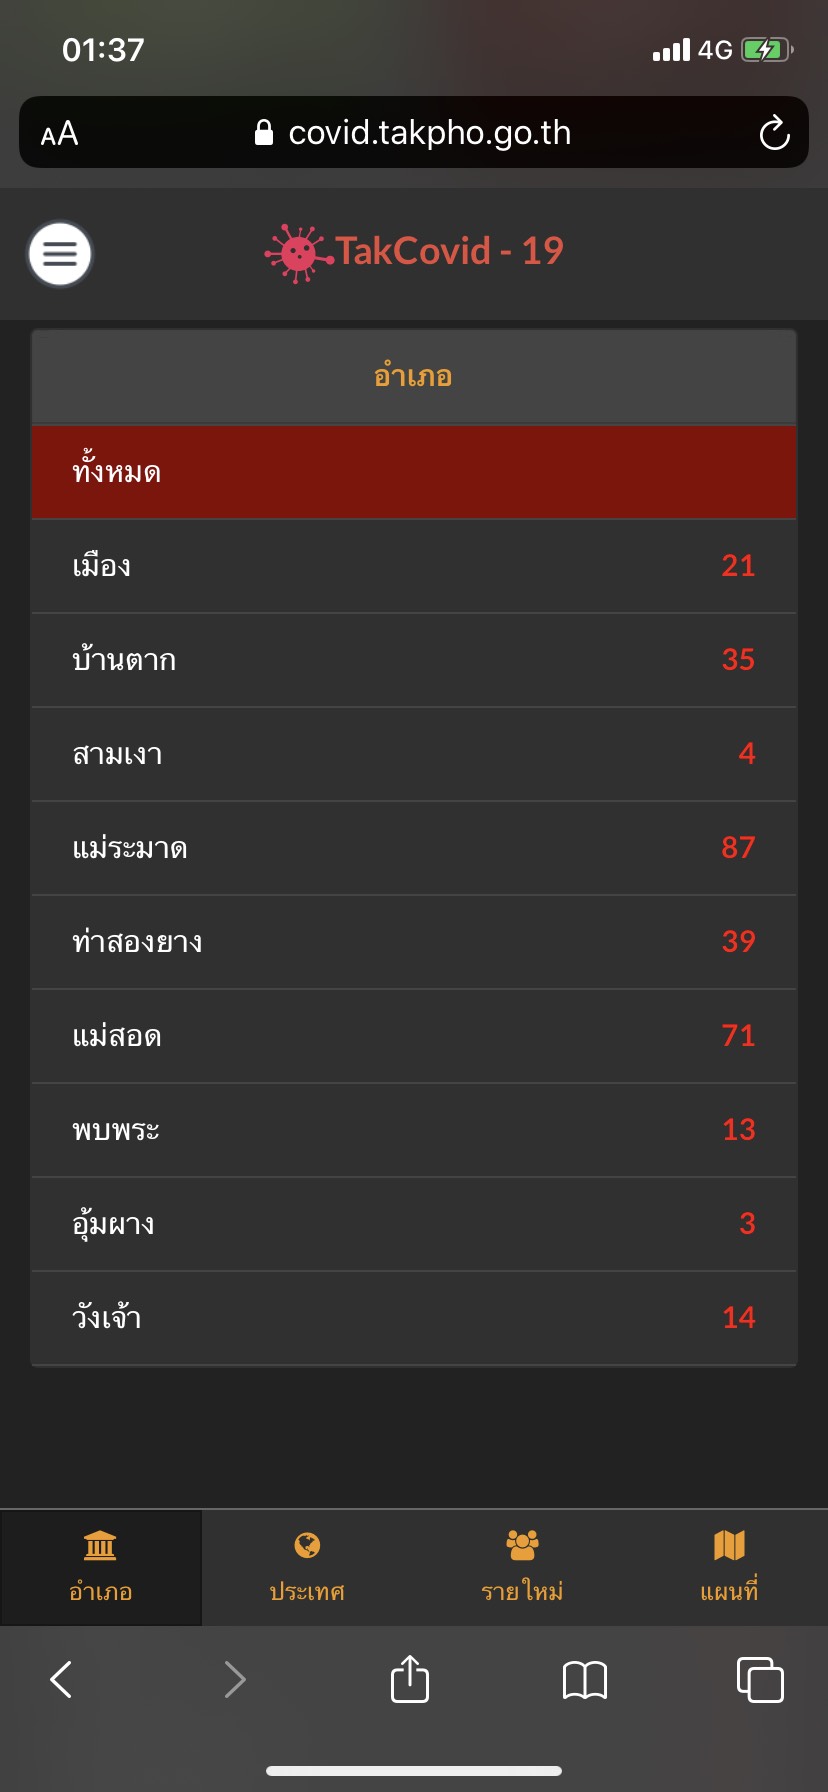 01:37
4G
AA
covid.takpho.go.th
TakCovid - 19
อำเภอ
ทั้งหมด
เมือง 21
บ้านตาก 35
สามเงา 4
แม่ระมาด 87
ท่าสองยาง 39
แม่สอด 71
พบพระ 13
อุ้มผาง 3
วังเจ้า 14
อำเภอ ประเทศ รายใหม่ แผนที่